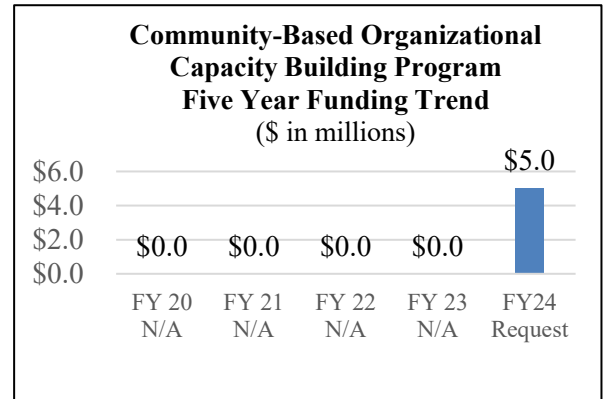 Community-Based Organizational
Capacity Building Program
Five Year Funding Trend
($ in millions)
$6.0
$4.0
$2.0
$0.0
$0.0 $0.0 $0.0 $0.0 $5.0
FY 20 FY 21 FY 22 FY 23 FY24
N/A N/A N/A N/A Request